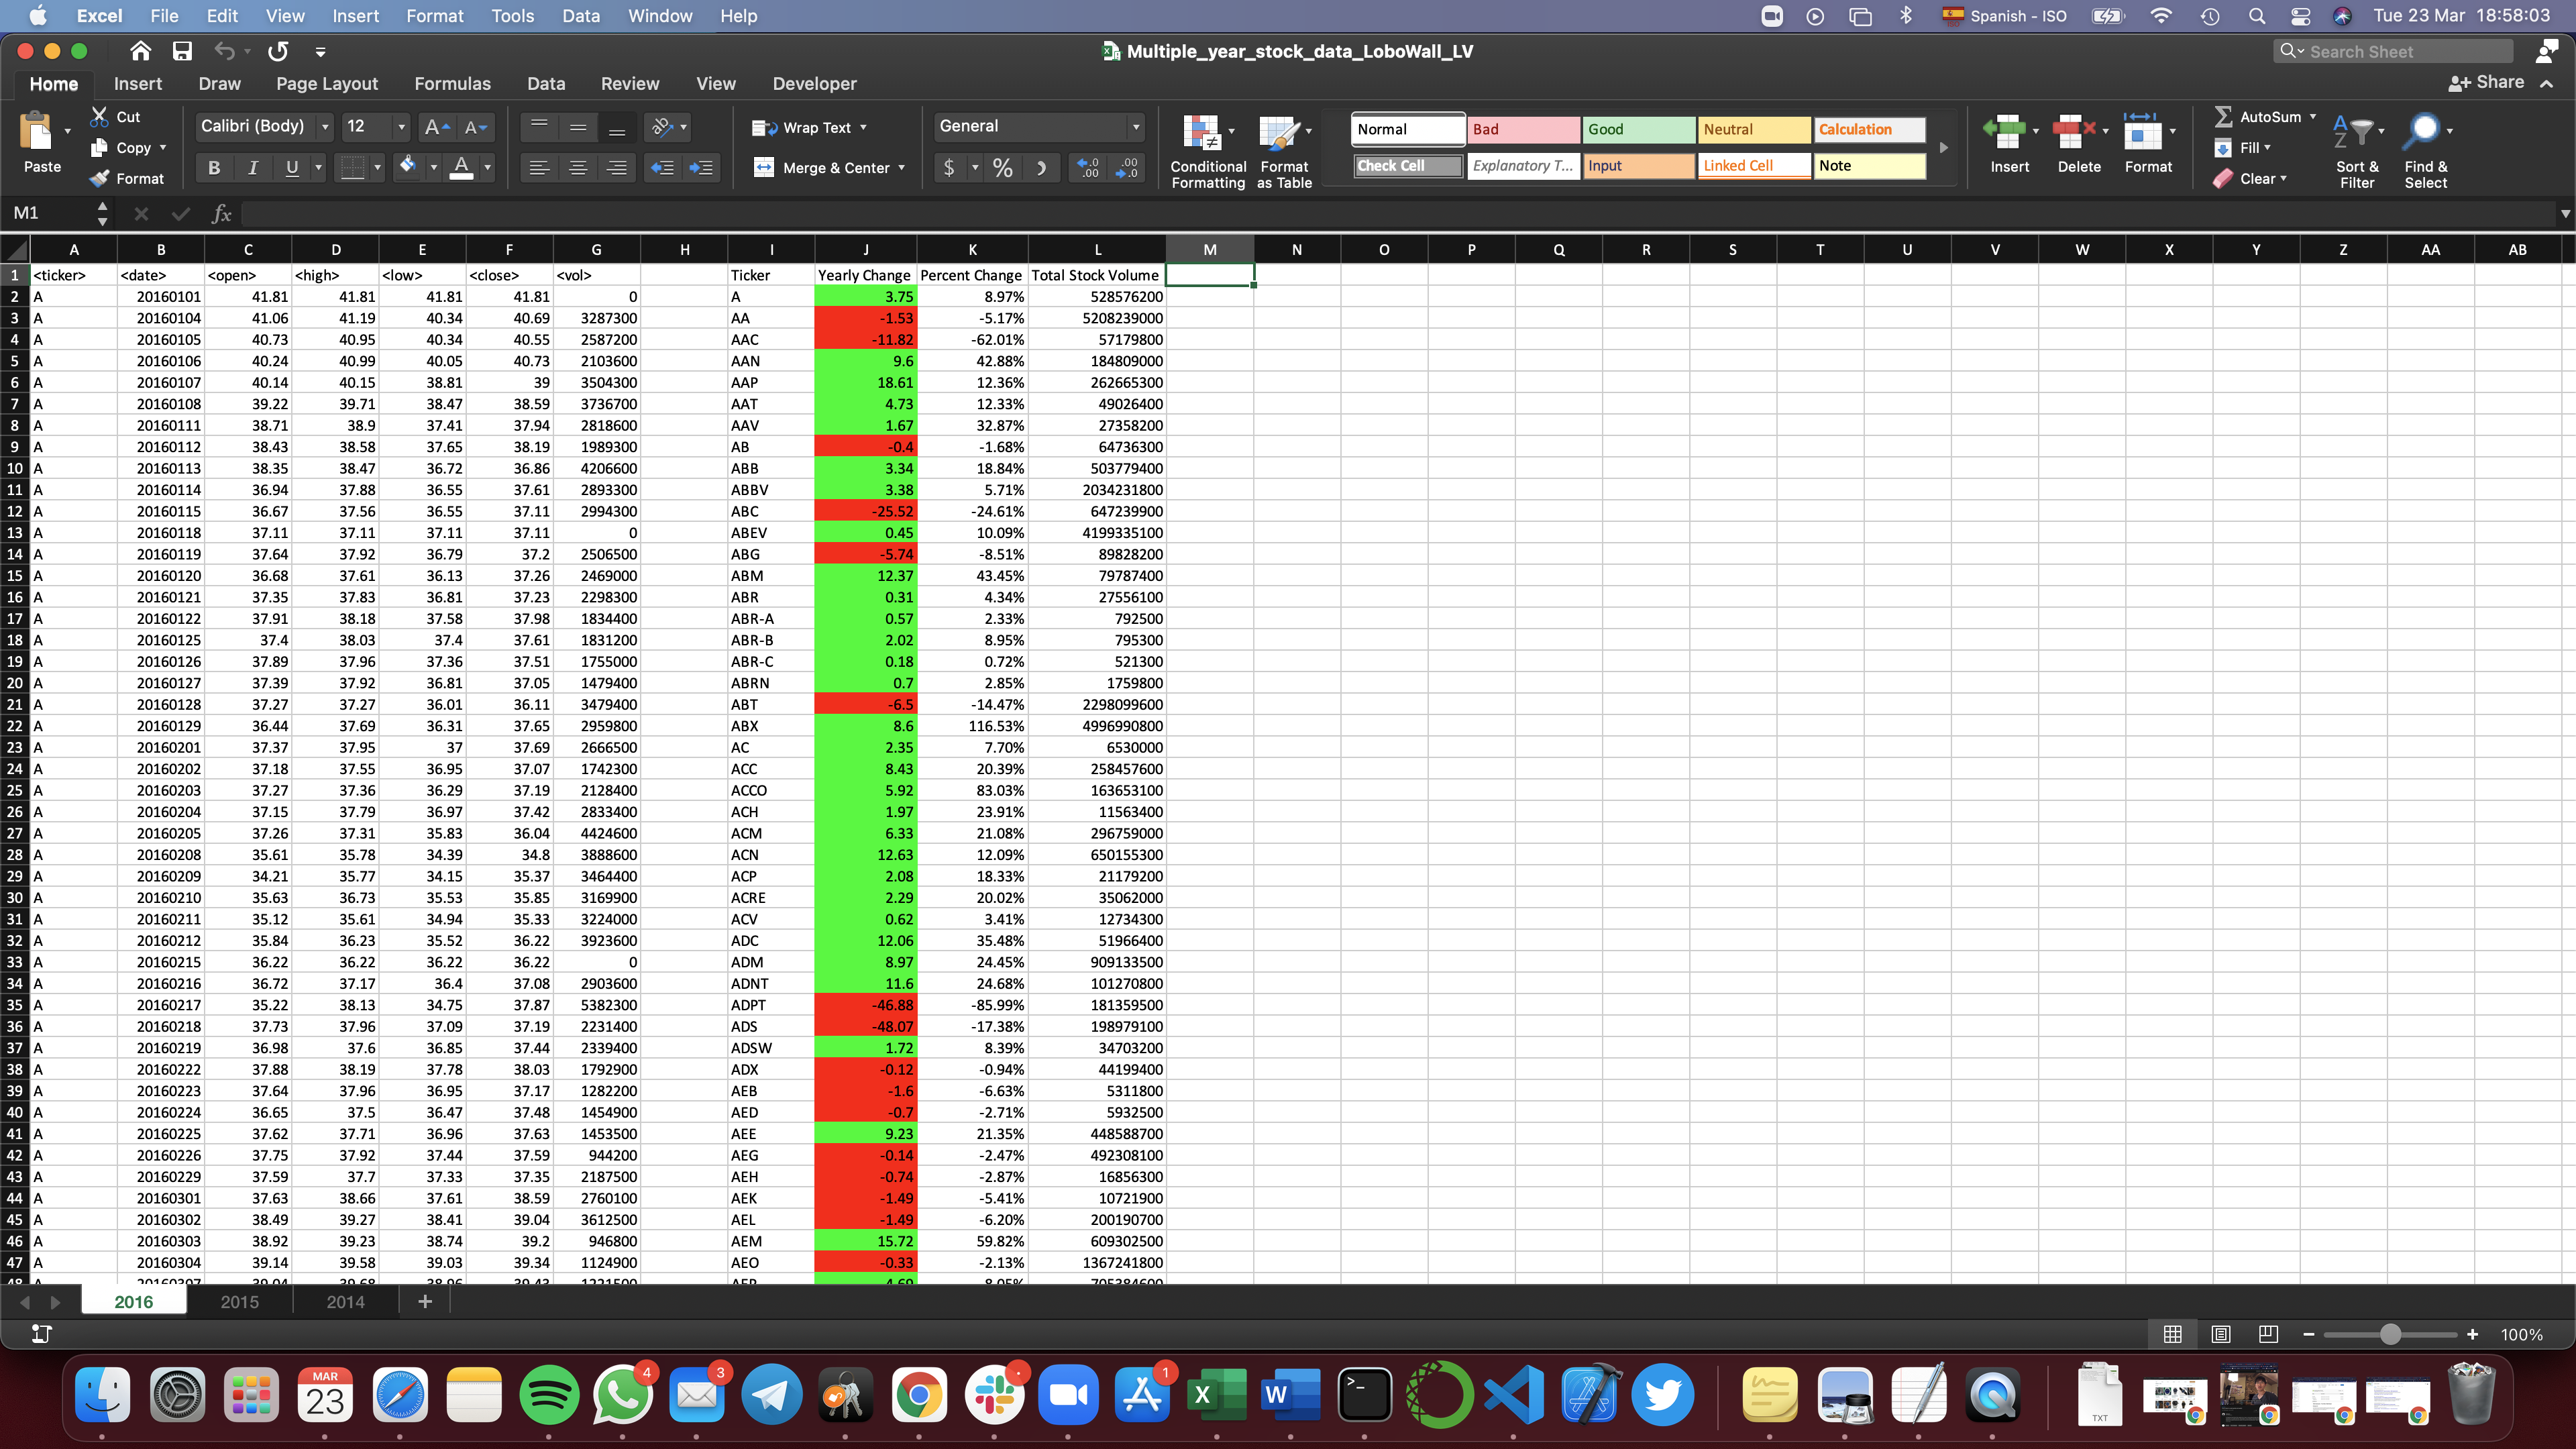 Excel File Edit View Insert Format Tools Data Window Help Spanish - ISO Tue 23 Mar 18:58:03
Multiple_year_stock_data_LoboWall_LV Search Sheet
Home Insert Draw Page Layout Formulas Data Review View Developer Share
Paste Cut Copy Format
Calibri (Body) 12 A A B I U A
Wrap Text Merge & Center
General $ %
Conditional Formatting Format as Table
Normal Bad Good Neutral Calculation
Check Cell Explanatory T... Input Linked Cell Note
Insert Delete Format
AutoSum Fill Clear Sort & Filter Find & Select
M1 fx
A B C D E F G H I J K L M N O P Q R S T U V W X Y Z AA AB
1 <ticker> <date> <open> <high> <low> <close> <vol> Ticker Yearly Change Percent Change Total Stock Volume
2 A 20160101 41.81 41.81 41.81 41.81 0 A 3.75 8.97% 528576200
3 A 20160104 41.06 41.19 40.34 40.69 3287300 AA -1.53 -5.17% 5208239000
4 A 20160105 40.73 40.95 40.34 40.55 2587200 AAC -11.82 -62.01% 57179800
5 A 20160106 40.24 40.99 40.05 40.73 2103600 AAN 9.6 42.88% 184809000
6 A 20160107 40.14 40.15 38.81 39 3504300 AAP 18.61 12.36% 262665300
7 A 20160108 39.22 39.71 38.47 38.59 3736700 AAT 4.73 12.33% 49026400
8 A 20160111 38.71 38.9 37.41 37.94 2818600 AAV 1.67 32.87% 27358200
9 A 20160112 38.43 38.58 37.65 38.19 1989300 AB -0.4 -1.68% 64736300
10 A 20160113 38.35 38.47 36.72 36.86 4206600 ABB 3.34 18.84% 503779400
11 A 20160114 36.94 37.88 36.55 37.61 2893300 ABBV 3.38 5.71% 2034231800
12 A 20160115 36.67 37.56 36.55 37.11 2994300 ABC -25.52 -24.61% 647239900
13 A 20160118 37.11 37.11 37.11 37.11 0 ABEV 0.45 10.09% 4199335100
14 A 20160119 37.64 37.92 36.79 37.2 2506500 ABG -5.74 -8.51% 89828200
15 A 20160120 36.68 37.61 36.13 37.26 2469000 ABM 12.37 43.45% 79787400
16 A 20160121 37.35 37.83 36.81 37.23 2298300 ABR 0.31 4.34% 27556100
17 A 20160122 37.91 38.18 37.58 37.98 1834400 ABR-A 0.57 2.33% 792500
18 A 20160125 37.4 38.03 37.4 37.61 1831200 ABR-B 2.02 8.95% 795300
19 A 20160126 37.89 37.96 37.36 37.51 1755000 ABR-C 0.18 0.72% 521300
20 A 20160127 37.39 37.92 36.81 37.05 1479400 ABRN 0.7 2.85% 1759800
21 A 20160128 37.27 37.27 36.01 36.11 3479400 ABT -6.5 -14.47% 2298099600
22 A 20160129 36.44 37.69 36.31 37.65 2959800 ABX 8.6 116.53% 4996990800
23 A 20160201 37.37 37.95 37 37.69 2666500 AC 2.35 7.70% 6530000
24 A 20160202 37.18 37.55 36.95 37.07 1742300 ACC 8.43 20.39% 258457600
25 A 20160203 37.27 37.36 36.29 37.19 2128400 ACCO 5.92 83.03% 163653100
26 A 20160204 37.15 37.79 36.97 37.42 2833400 ACH 1.97 23.91% 11563400
27 A 20160205 37.26 37.31 35.83 36.04 4424600 ACM 6.33 21.08% 296759000
28 A 20160208 35.61 35.78 34.39 34.8 3888600 ACN 12.63 12.09% 650155300
29 A 20160209 34.21 35.77 34.15 35.37 3464400 ACP 2.08 18.33% 21179200
30 A 20160210 35.63 36.73 35.53 35.85 3169900 ACRE 2.29 20.02% 35062000
31 A 20160211 35.12 35.61 34.94 35.33 3224000 ACV 0.62 3.41% 12734300
32 A 20160212 35.84 36.23 35.52 36.22 3923600 ADC 12.06 35.48% 51966400
33 A 20160215 36.22 36.22 36.22 36.22 0 ADM 8.97 24.45% 909133500
34 A 20160216 36.72 37.17 36.4 37.08 2903600 ADNT 11.6 24.68% 101270800
35 A 20160217 35.22 38.13 34.75 37.87 5382300 ADPT -46.88 -85.99% 181359500
36 A 20160218 37.73 37.96 37.09 37.19 2231400 ADS -48.07 -17.38% 198979100
37 A 20160219 36.98 37.6 36.85 37.44 2339400 ADSW 1.72 8.39% 34703200
38 A 20160222 37.88 38.19 37.78 38.03 1792900 ADX -0.12 -0.94% 44199400
39 A 20160223 37.64 37.96 36.95 37.17 1282200 AEB -1.6 -6.63% 5311800
40 A 20160224 36.65 37.5 36.47 37.48 1454900 AED -0.7 -2.71% 5932500
41 A 20160225 37.62 37.71 36.96 37.63 1453500 AEE 9.23 21.35% 448588700
42 A 20160226 37.75 37.92 37.44 37.59 944200 AEG -0.14 -2.47% 492308100
43 A 20160229 37.59 37.7 37.33 37.35 2187500 AEH -0.74 -2.87% 16856300
44 A 20160301 37.63 38.66 37.61 38.59 2760100 AEK -1.49 -5.41% 10721900
45 A 20160302 38.49 39.27 38.41 39.04 3612500 AEL -1.49 -6.20% 200190700
46 A 20160303 38.92 39.23 38.74 39.2 946800 AEM 15.72 59.82% 609302500
47 A 20160304 39.14 39.58 39.03 39.34 1124900 AEO -0.33 -2.13% 1367241800
2016 2015 2014 +
100%
MAR 23 4 3 1 TXT